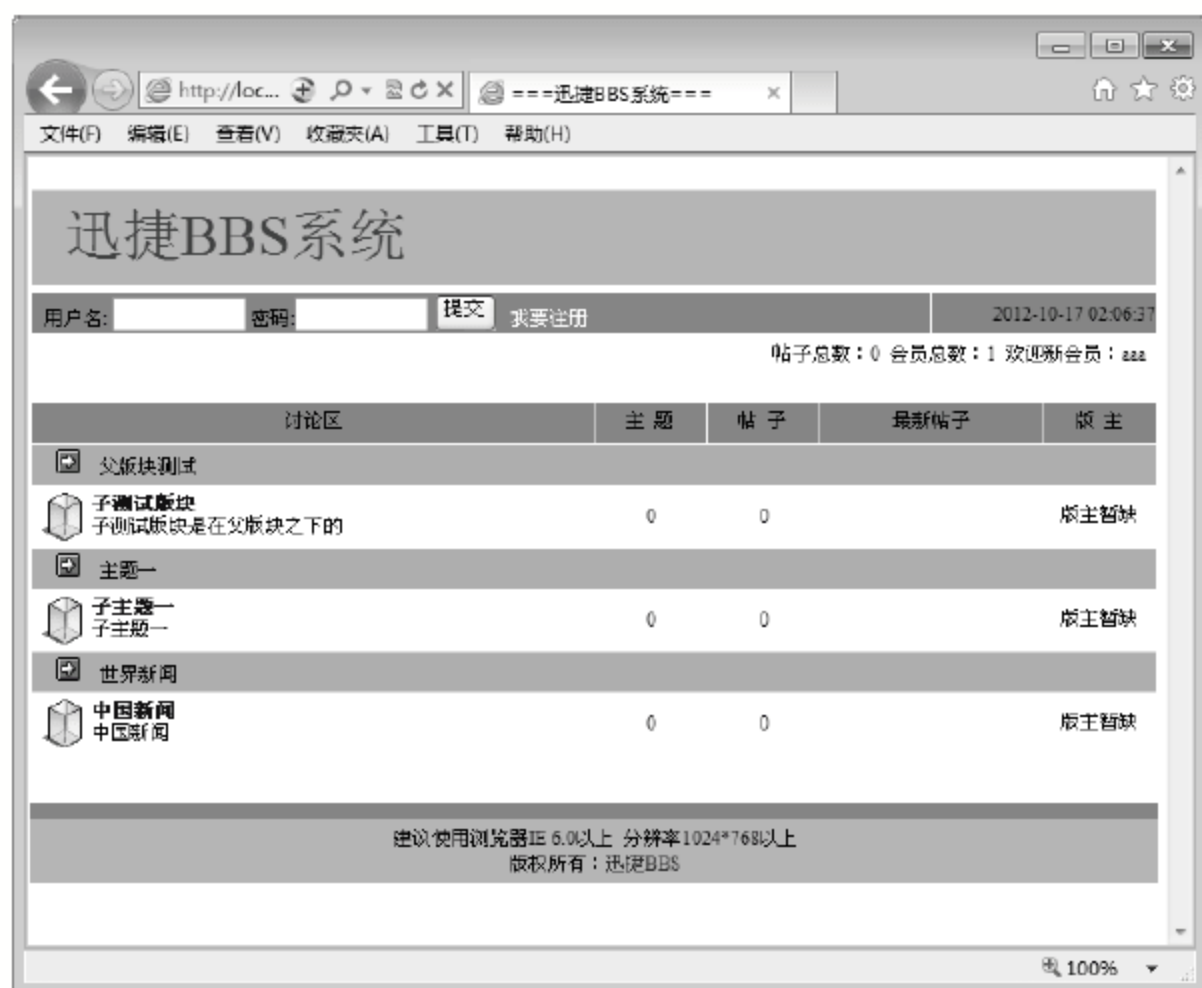 http://loc...
===迅捷BBS系统===
文件(F) 编辑(E) 查看(V) 收藏夹(A) 工具(T) 帮助(H)
迅捷BBS系统
用户名: 密码: 提交 我要注册 2012-10-17 02:06:37
帖子总数：0 会员总数：1 欢迎新会员：aaa
讨论区 主 题 帖 子 最新帖子 版 主
父版块测试
子测试版块
子测试版块是在父版块之下的 0 0 版主暂缺
主题一
子主题一
子主题一 0 0 版主暂缺
世界新闻
中国新闻
中国新闻 0 0 版主暂缺
建议使用浏览器IE 6.0以上 分辨率1024*768以上
版权所有：迅捷BBS
100%